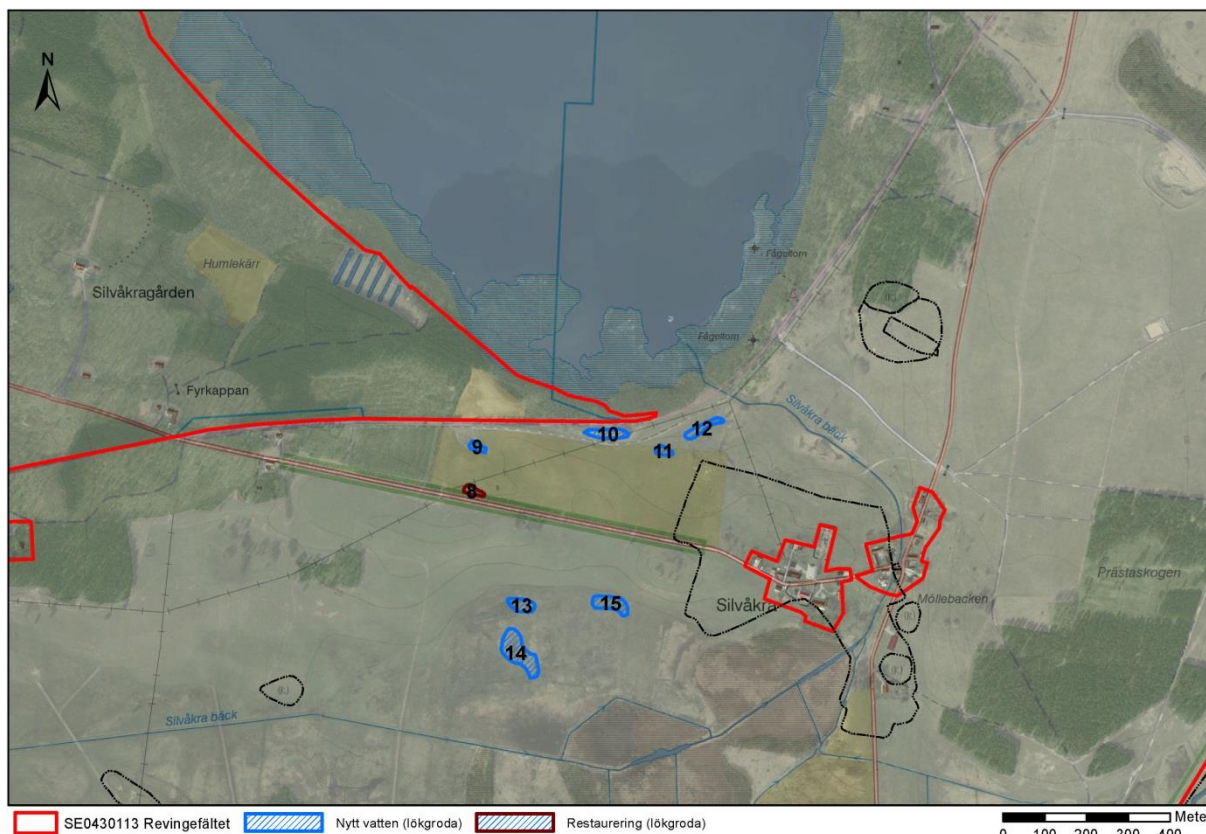 N
Humlekärr
Silvåkragården
Fågeltorn
Fågeltorn
Fyrkappan
Silvåkra bäck
9
10
11
12
8
13
15
14
Silvåkra
Möllebacken
Prästaskogen
Silvåkra bäck
SE0430113 Revingefältet
Nytt vatten (lökgroda)
Restaurering (lökgroda)
Mete
0 100 200 300 400